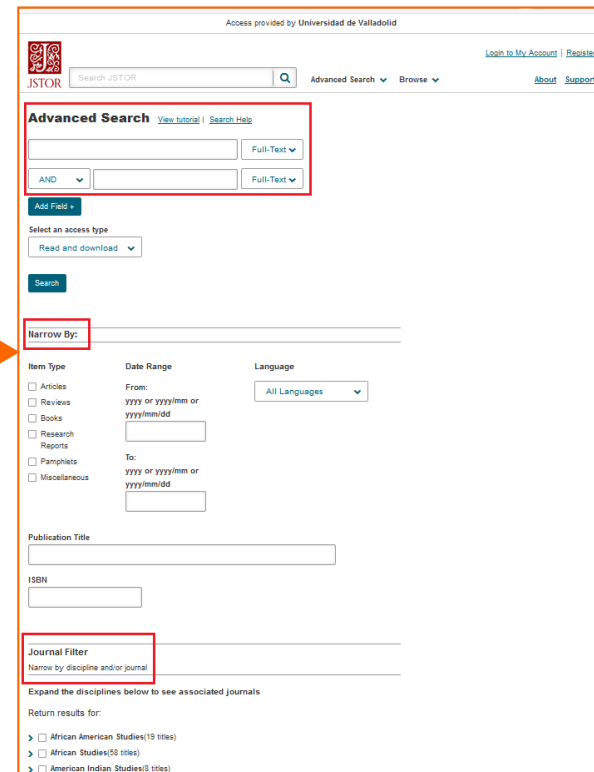 Access provided by Universidad de Valladolid
Login to My Account | Register
JSTOR
Search JSTOR
Advanced Search Browse
About Support
Advanced Search View tutorial | Search Help
Full-Text
AND Full-Text
Add Field +
Select an access type
Read and download
Search
Narrow By:
Item Type Date Range Language
Articles From: All Languages
Reviews yyyy or yyyy/mm or
Books yyyy/mm/dd
Research
Reports
Pamphlets To:
Miscellaneous yyyy or yyyy/mm or
yyyy/mm/dd
Publication Title
ISBN
Journal Filter
Narrow by discipline and/or journal
Expand the disciplines below to see associated journals
Return results for:
African American Studies(19 titles)
African Studies(58 titles)
American Indian Studies(8 titles)